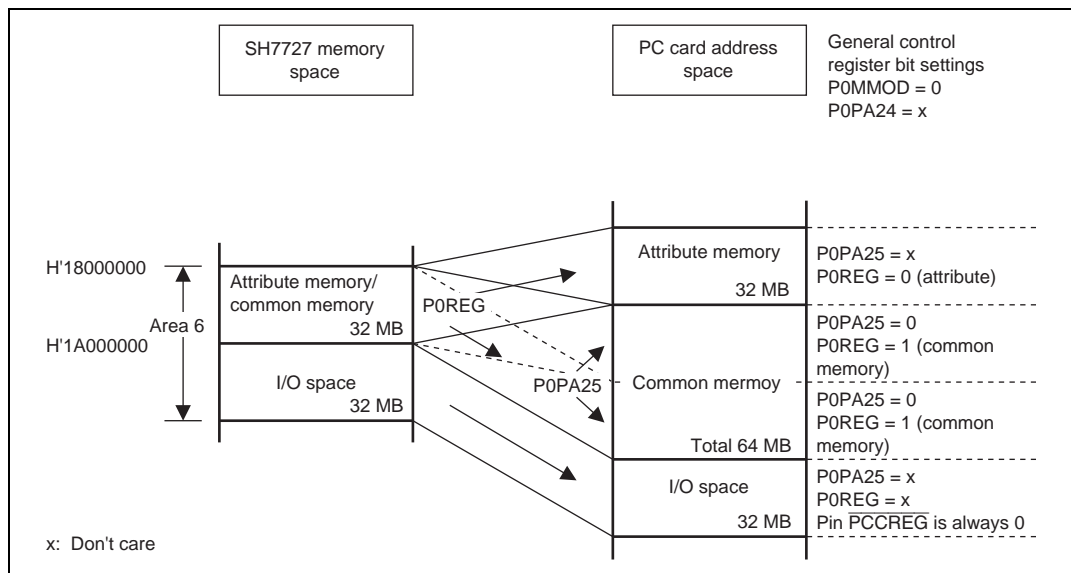 SH7727 memory
space
PC card address
space
General control
register bit settings
P0MMOD = 0
P0PA24 = x
H'18000000
Area 6
H'1A000000
Attribute memory/
common memory
32 MB
I/O space
32 MB
P0REG
P0PA25
Attribute memory
32 MB
Common mermoy
Total 64 MB
I/O space
32 MB
P0PA25 = x
P0REG = 0 (attribute)
P0PA25 = 0
P0REG = 1 (common
memory)
P0PA25 = 0
P0REG = 1 (common
memory)
P0PA25 = x
P0REG = x
Pin PCCREG is always 0
x: Don't care